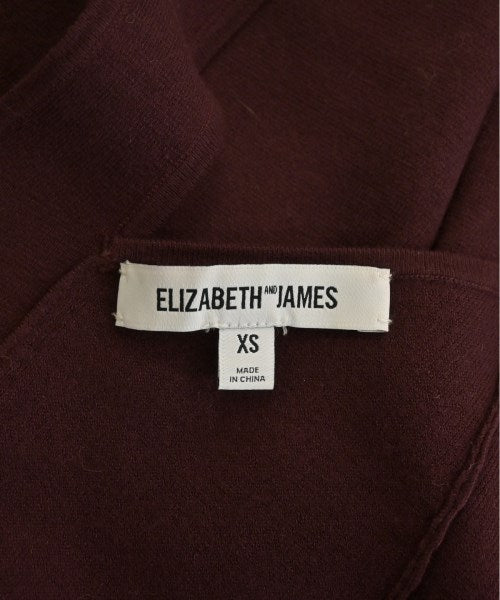 ELIZABETH AND JAMES
XS
MADE
IN CHINA